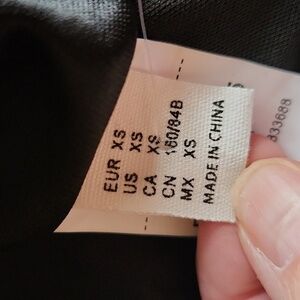 EUR XS
US XS
CA XS
CN 160/84B
MX XS
MADE IN CHINA
333688